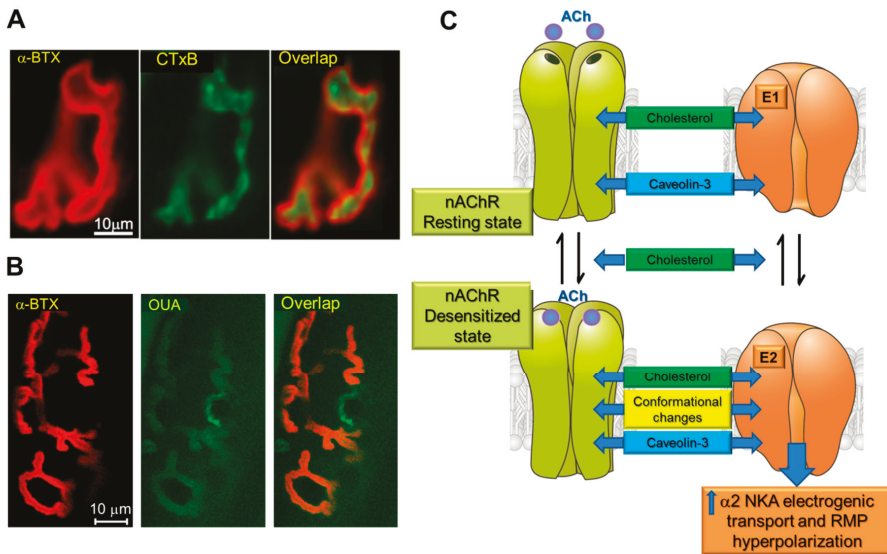 A
α-BTX
CTxB
Overlap
10μm
B
α-BTX
OUA
Overlap
10 μm
C
ACh
E1
Cholesterol
Caveolin-3
nAChR
Resting state
Cholesterol
nAChR
Desensitized
state
ACh
E2
Cholesterol
Conformational
changes
Caveolin-3
α2 NKA electrogenic
transport and RMP
hyperpolarization